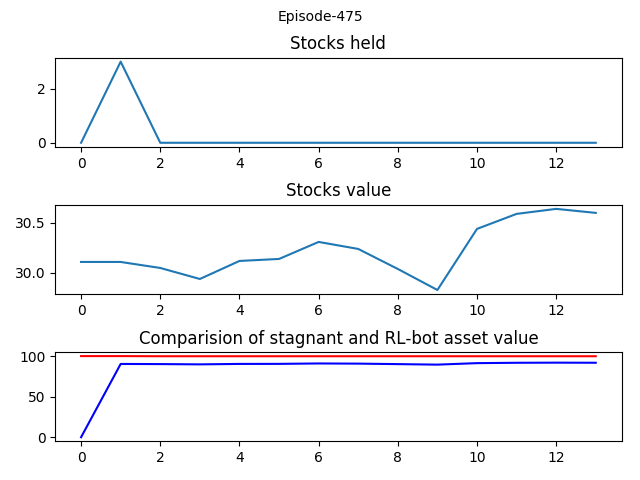 Episode-475
Stocks held
2
0
0 2 4 6 8 10 12
Stocks value
30.5
30.0
0 2 4 6 8 10 12
Comparision of stagnant and RL-bot asset value
100
50
0
0 2 4 6 8 10 12